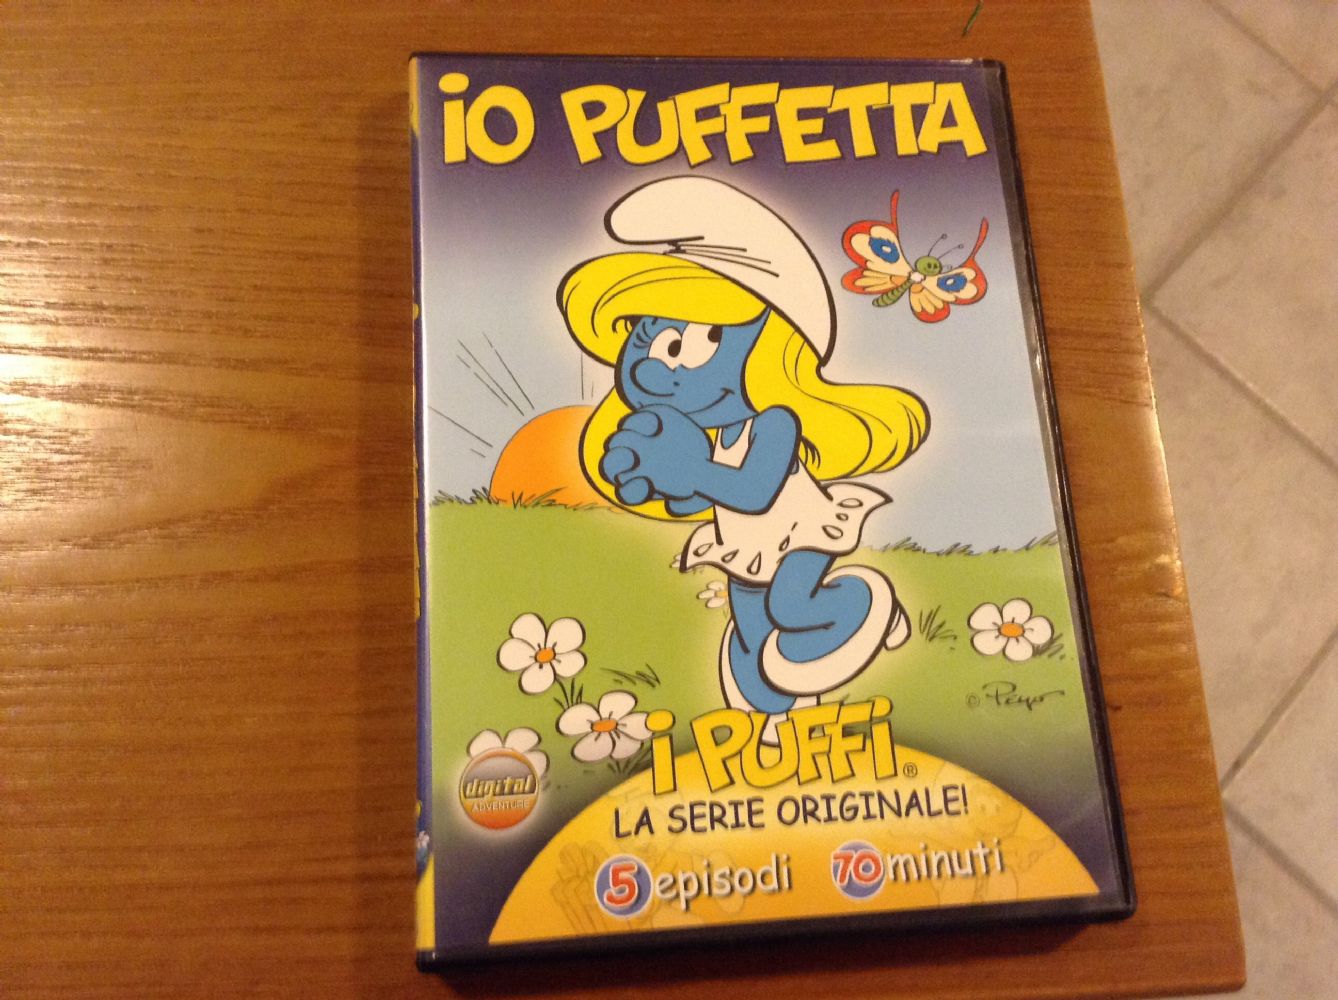 iO PUFFETTA
© Peyo
i PUFFi®
digital
ADVENTURE
LA SERIE ORIGINALE!
5 episodi 70 minuti